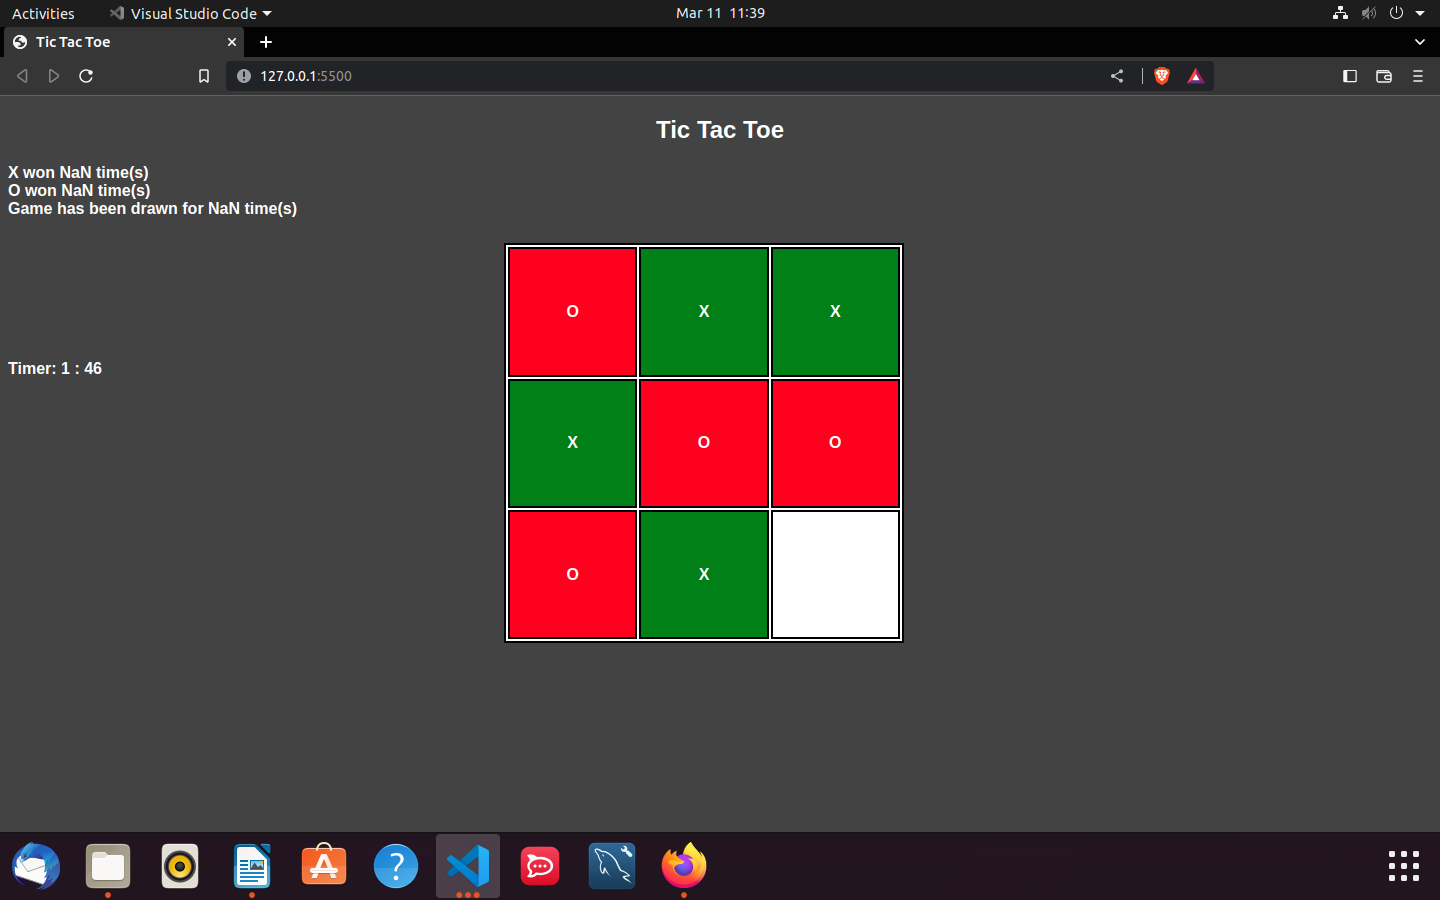 Activities
Visual Studio Code
Mar 11 11:39
Tic Tac Toe
127.0.0.1:5500
Tic Tac Toe
X won NaN time(s)
O won NaN time(s)
Game has been drawn for NaN time(s)
O X X
Timer: 1 : 46
X O O
O X